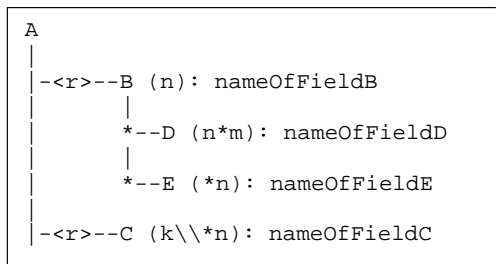 A
|
|-<r>--B (n): nameOfFieldB
|      |
|      *--D (n*m): nameOfFieldD
|      |
|      *--E (*n): nameOfFieldE
|
|-<r>--C (k\\*n): nameOfFieldC